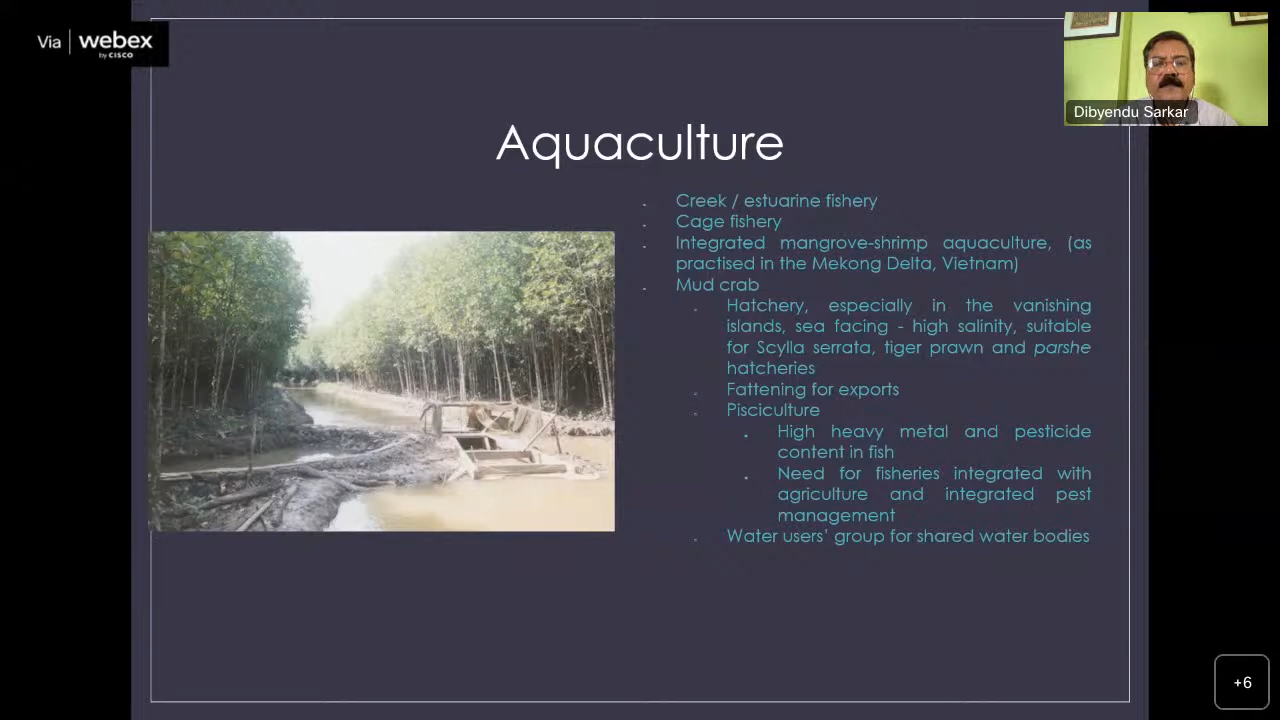 Via webex
by CISCO
Dibyendu Sarkar
Aquaculture
Creek / estuarine fishery
Cage fishery
Integrated mangrove-shrimp aquaculture, (as
practised in the Mekong Delta, Vietnam)
Mud crab
Hatchery, especially in the vanishing
islands, sea facing - high salinity, suitable
for Scylla serrata, tiger prawn and parshe
hatcheries
Fattening for exports
Pisciculture
High heavy metal and pesticide
content in fish
Need for fisheries integrated with
agriculture and integrated pest
management
Water users' group for shared water bodies
+6